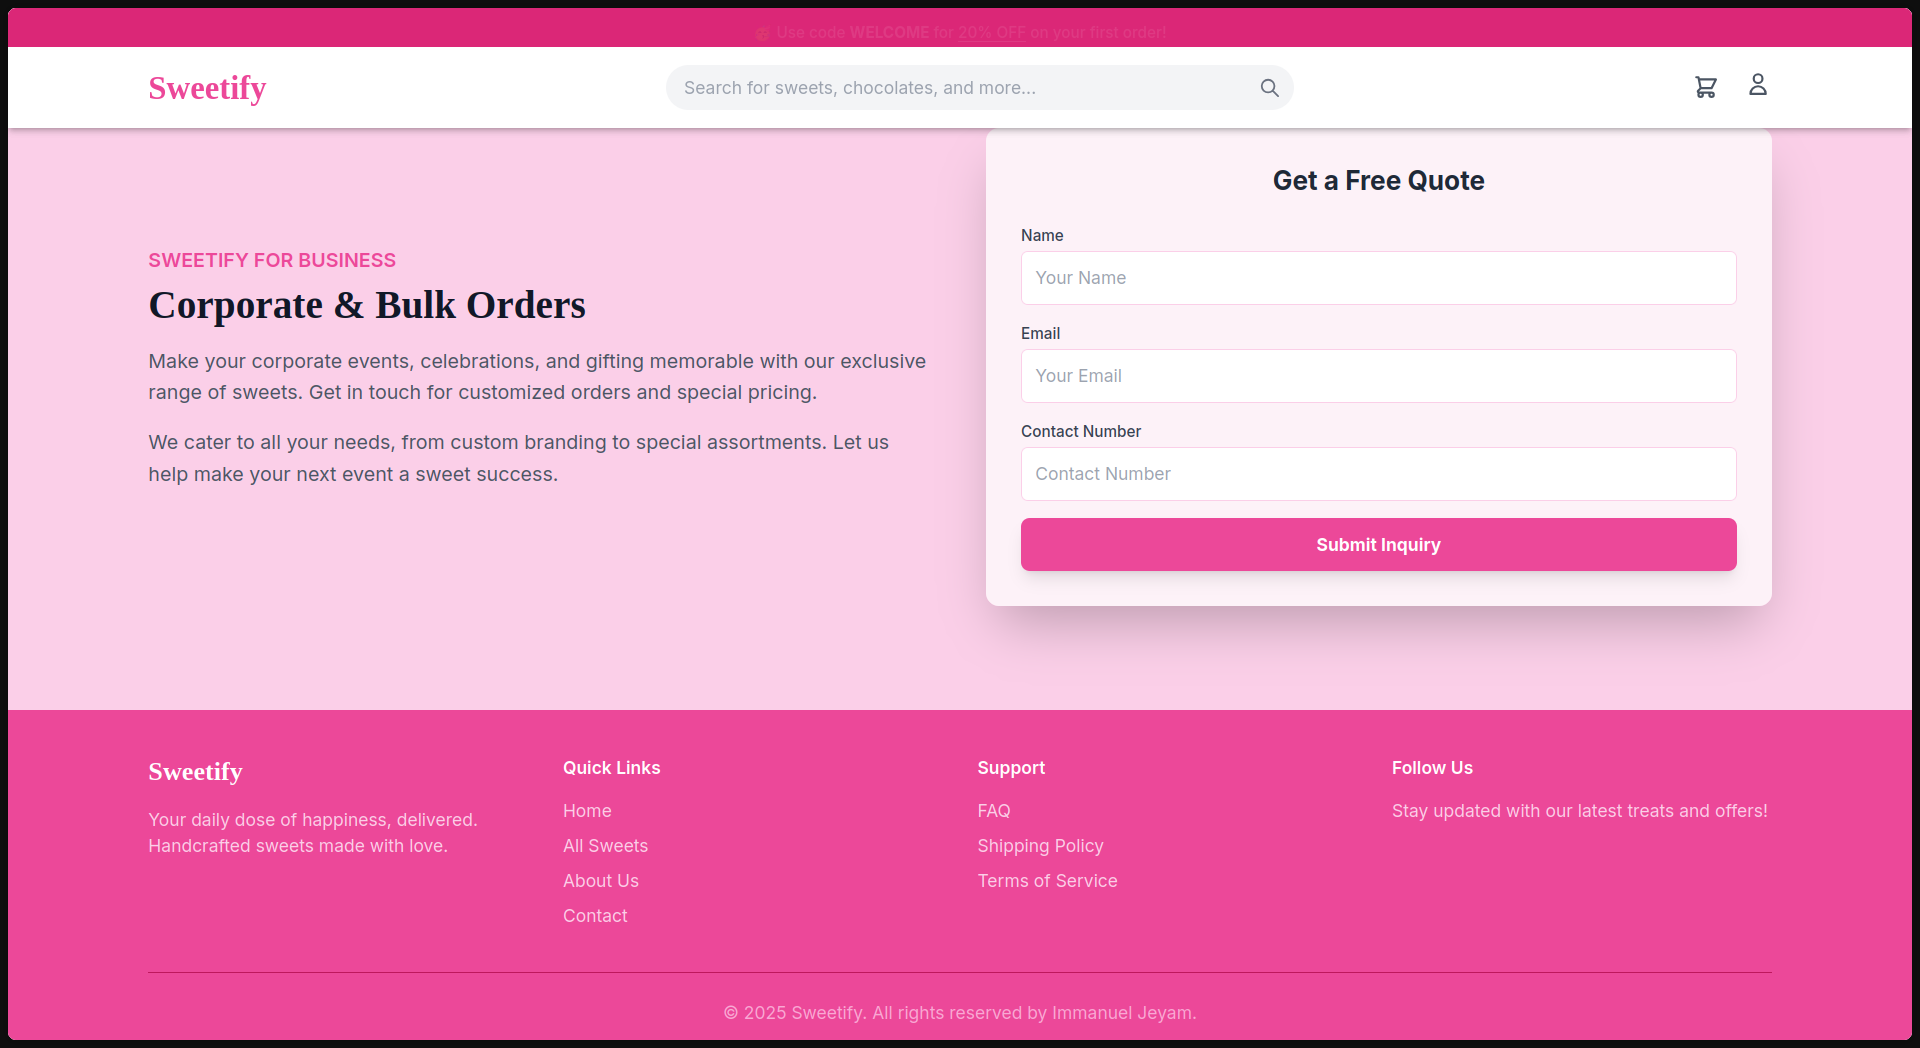 Use code WELCOME for 20% OFF on your first order!
Sweetify
Search for sweets, chocolates, and more...
SWEETIFY FOR BUSINESS
Corporate & Bulk Orders
Make your corporate events, celebrations, and gifting memorable with our exclusive
range of sweets. Get in touch for customized orders and special pricing.
We cater to all your needs, from custom branding to special assortments. Let us
help make your next event a sweet success.
Get a Free Quote
Name
Your Name
Email
Your Email
Contact Number
Contact Number
Submit Inquiry
Sweetify
Your daily dose of happiness, delivered.
Handcrafted sweets made with love.
Quick Links
Home
All Sweets
About Us
Contact
Support
FAQ
Shipping Policy
Terms of Service
Follow Us
Stay updated with our latest treats and offers!
© 2025 Sweetify. All rights reserved by Immanuel Jeyam.